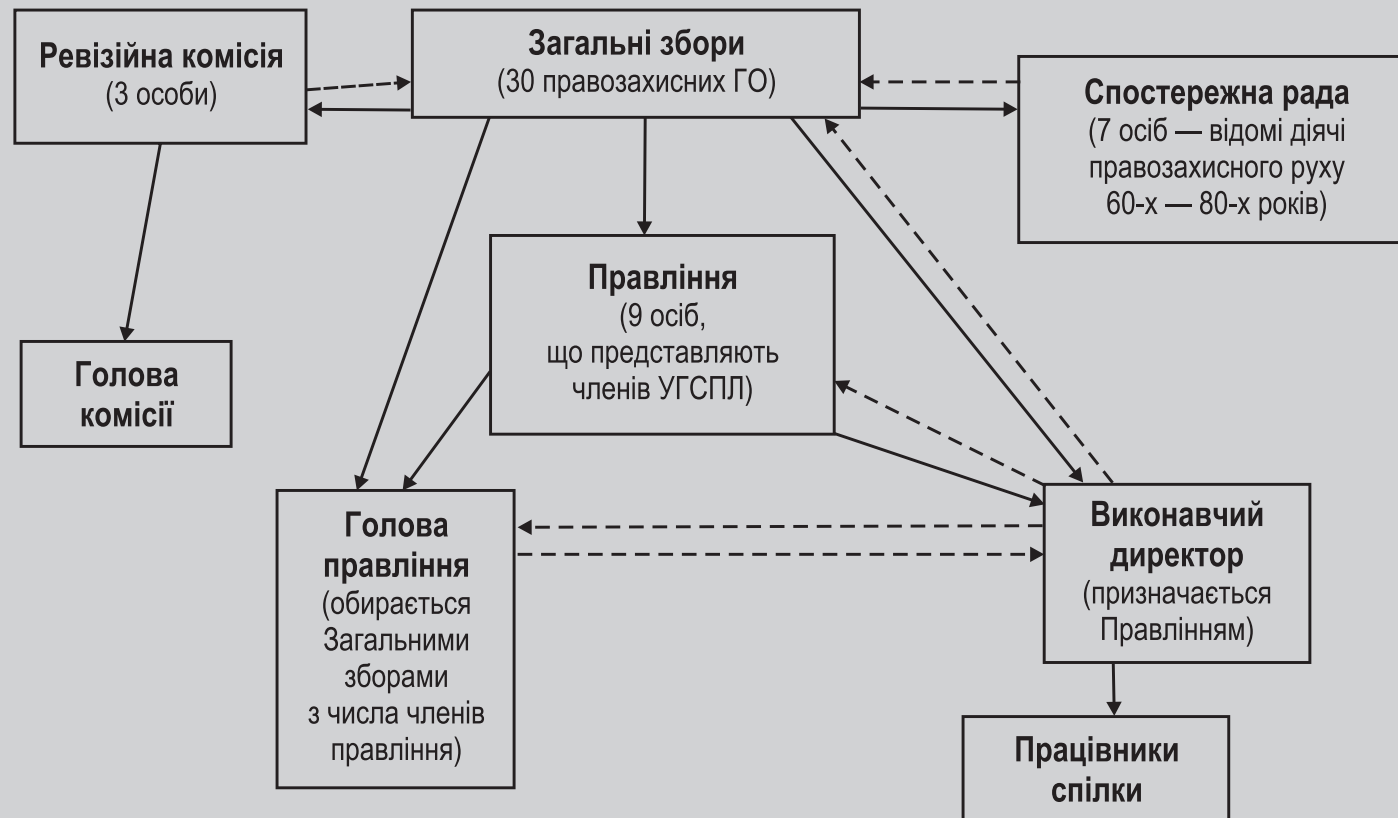 Ревізійна комісія
(3 особи)
Загальні збори
(30 правозахисних ГО)
Спостережна рада
(7 осіб — відомі діячі
правозахисного руху
60-х — 80-х років)
Правління
(9 осіб,
що представляють
членів УГСПЛ)
Голова
комісії
Голова
правління
(обирається
Загальними
зборами
з числа членів
правління)
Виконавчий
директор
(призначається
Правлінням)
Працівники
спілки